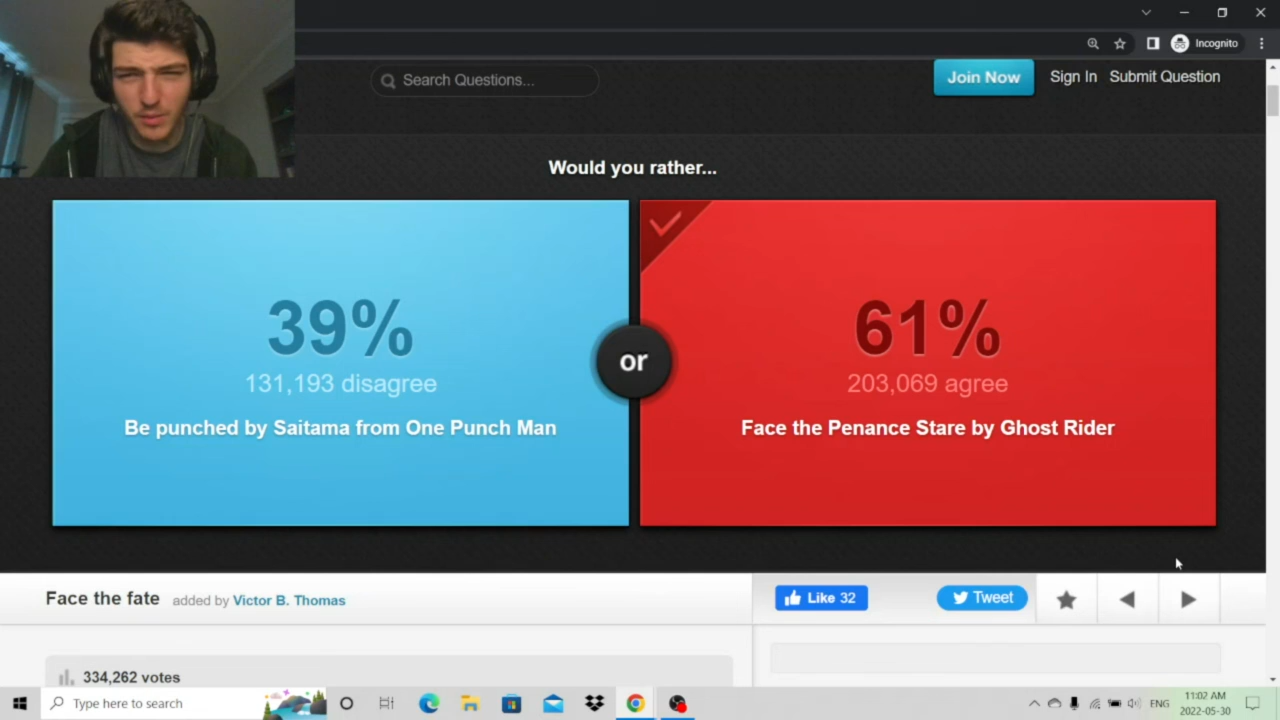 Incognito
Search Questions...
Join Now
Sign In
Submit Question
Would you rather...
39%
131,193 disagree
Be punched by Saitama from One Punch Man
or
61%
203,069 agree
Face the Penance Stare by Ghost Rider
Face the fate added by Victor B. Thomas
Like 32
Tweet
334,262 votes
Type here to search
ENG
11:02 AM
2022-05-30